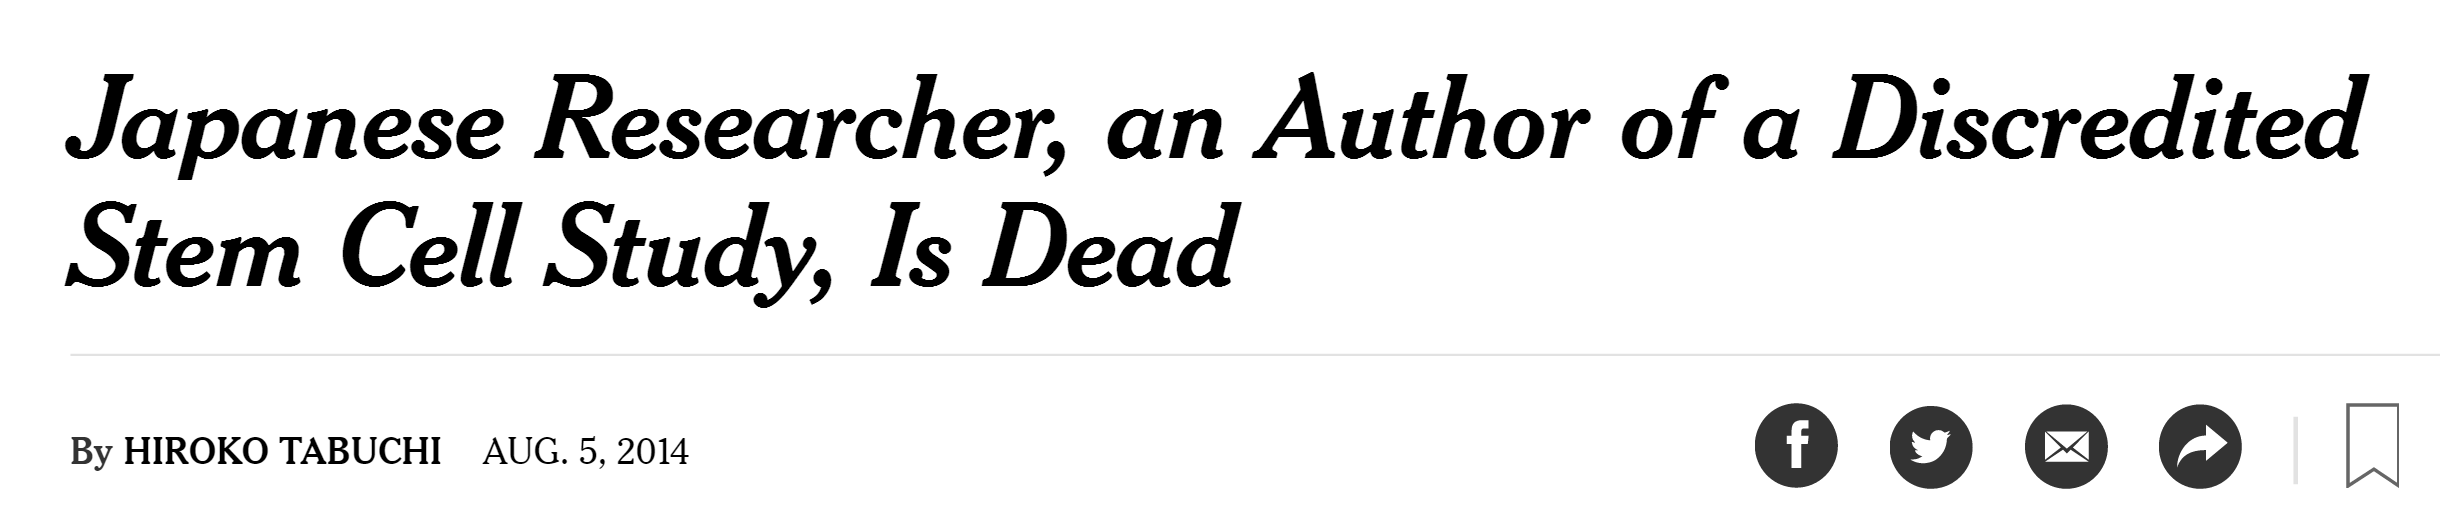 Japanese Researcher, an Author of a Discredited
Stem Cell Study, Is Dead
By HIROKO TABUCHI AUG. 5, 2014